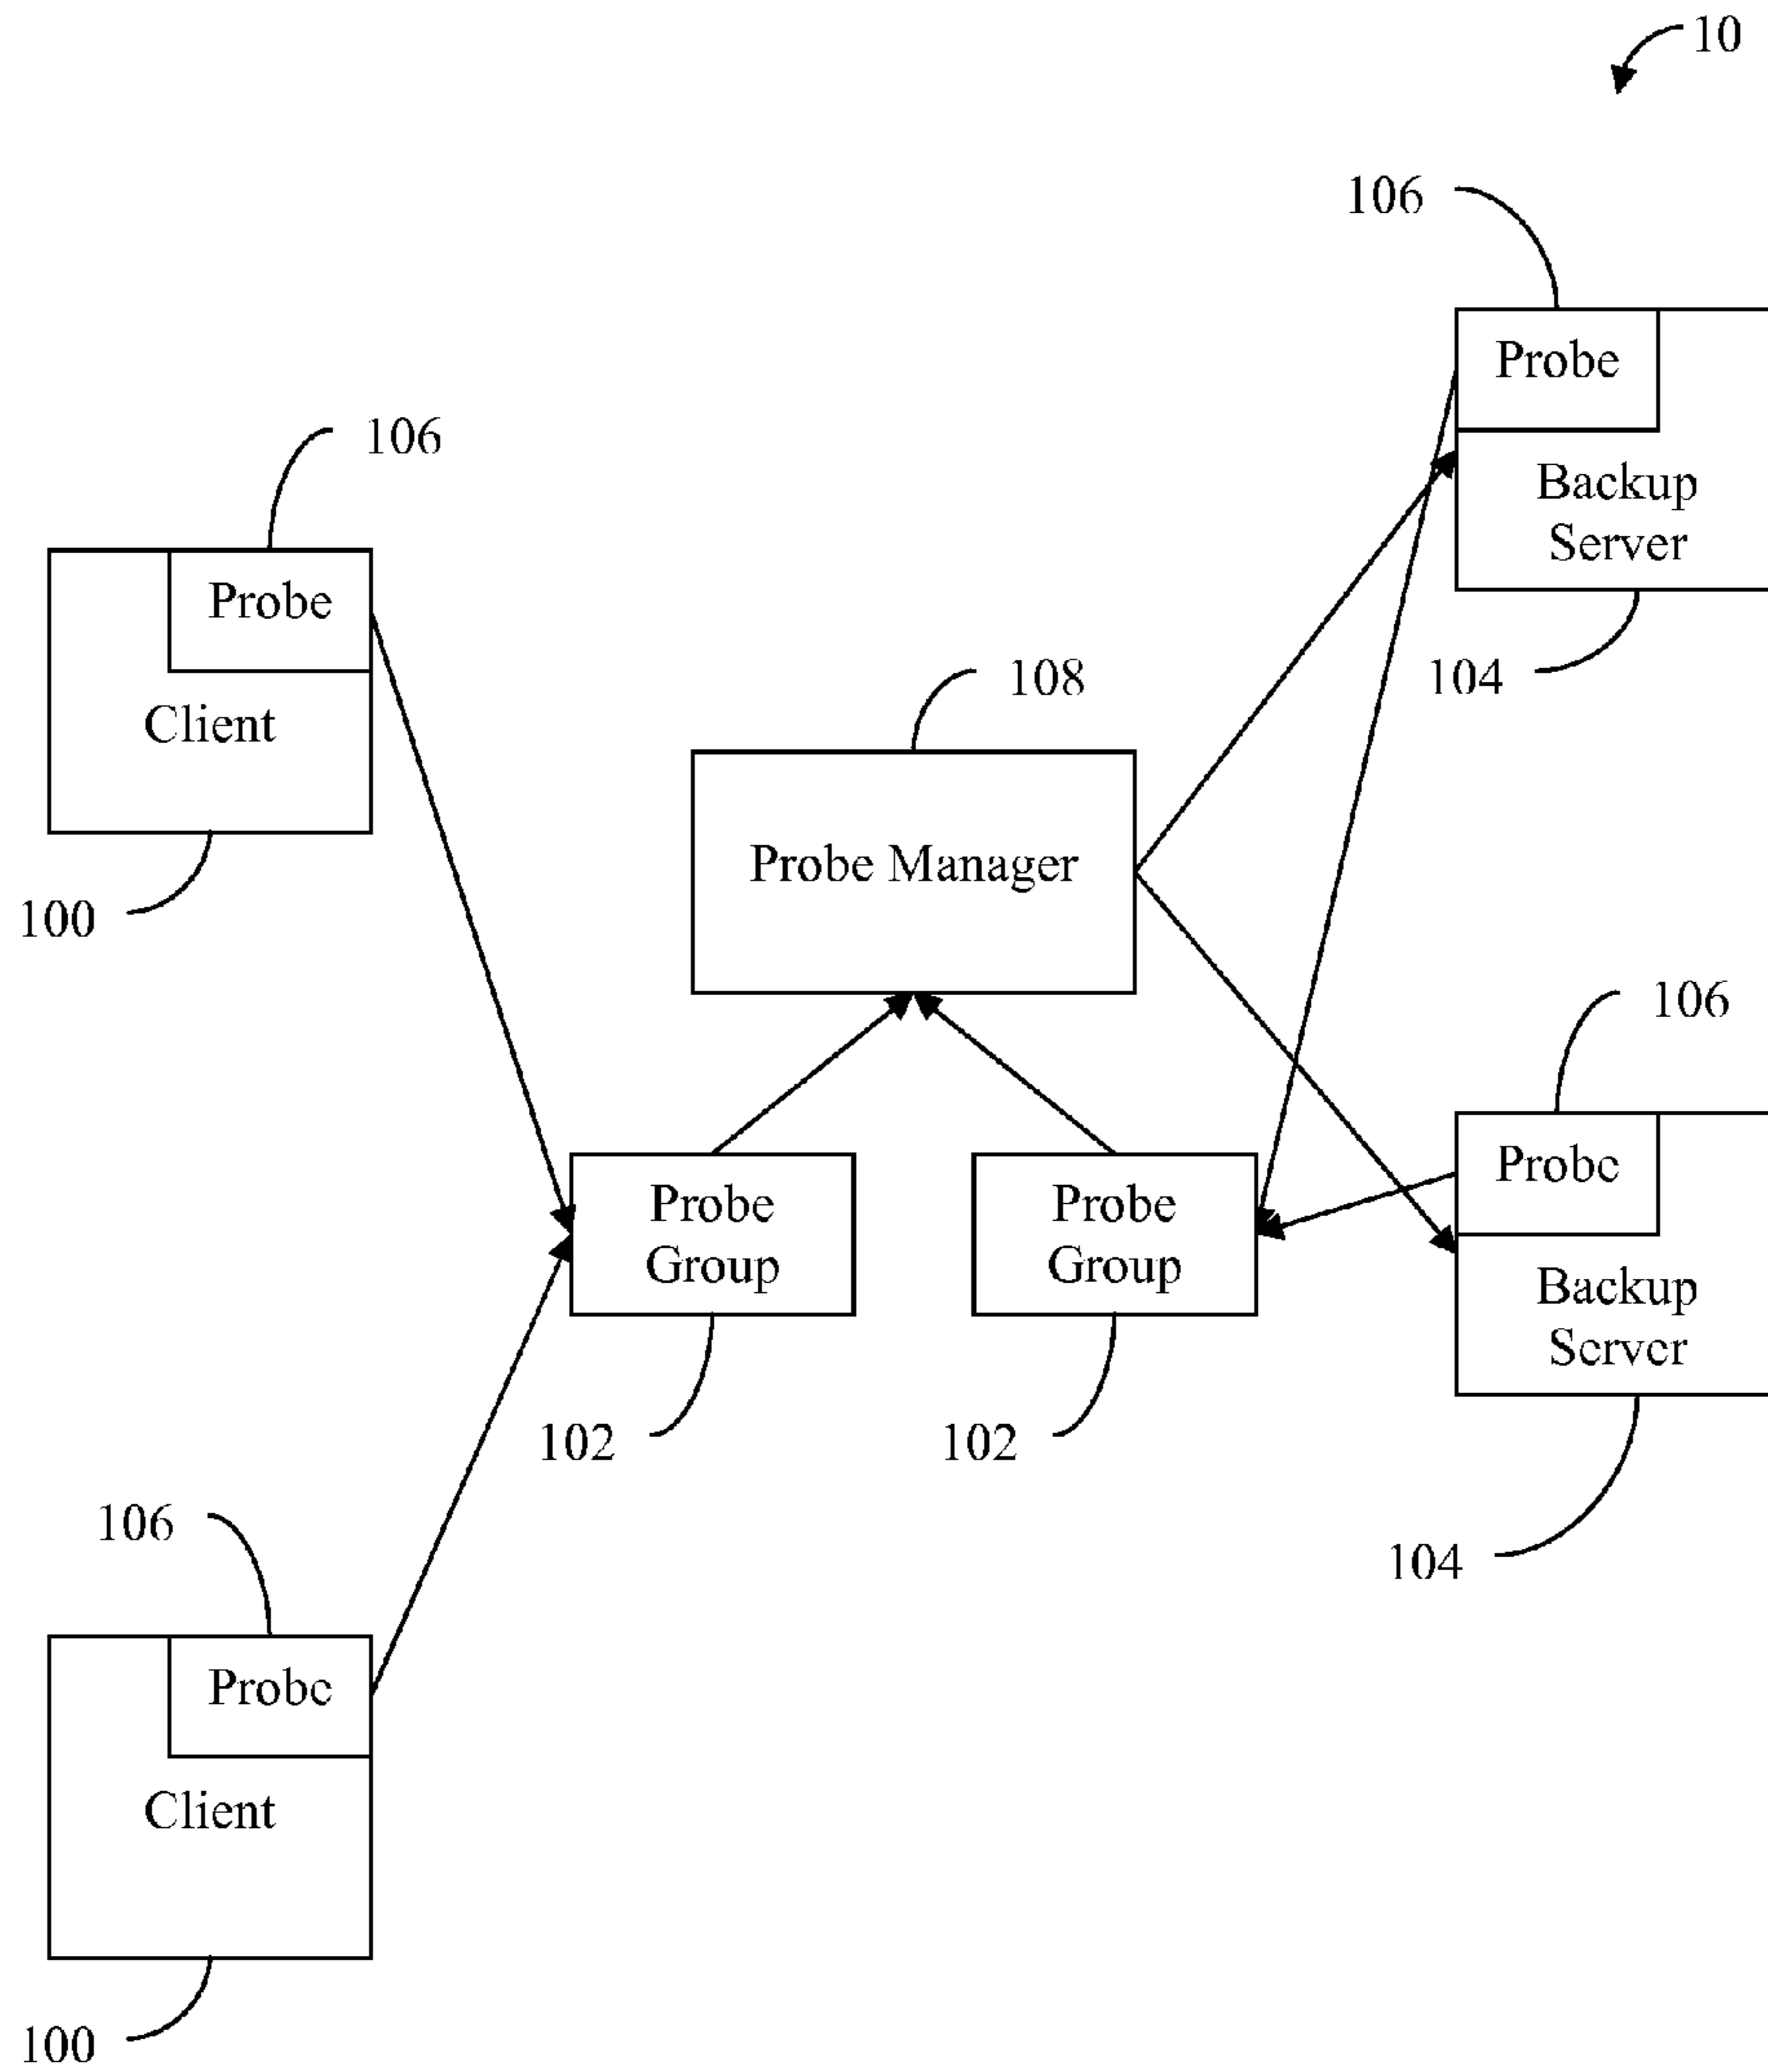 10
106
Probe
Backup
Server
104
106
Probe
Client
100
108
Probe Manager
106
Probe
Backup
Server
104
Probe
Group
102
Probe
Group
102
106
Probe
Client
100